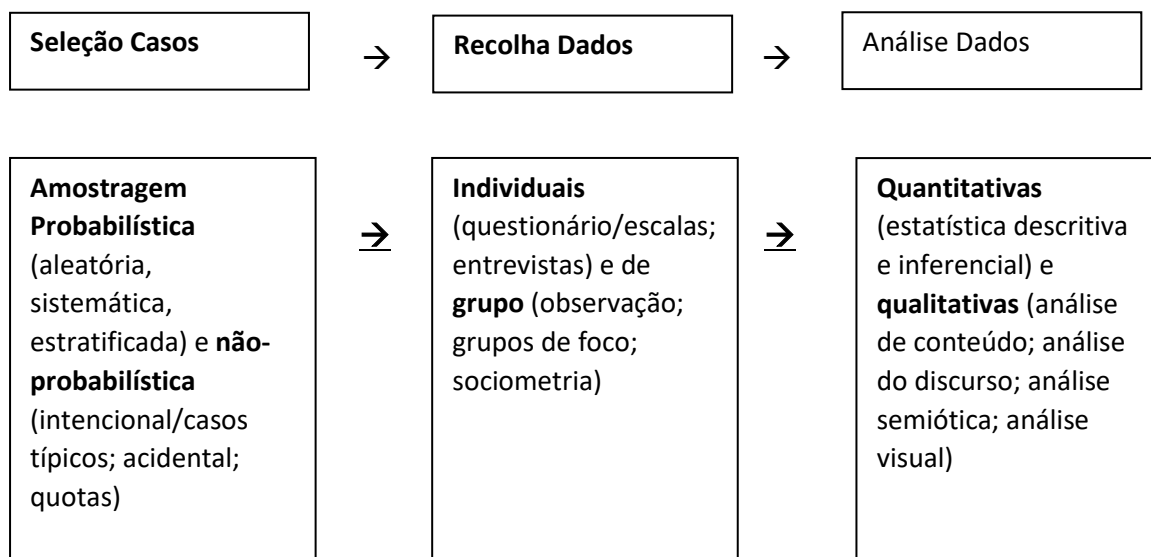 Seleção Casos
→
Recolha Dados
→
Análise Dados
Amostragem
Probabilística
(aleatória,
sistemática,
estratificada) e não-
probabilística
(intencional/casos
típicos; acidental;
quotas)
→
Individuais
(questionário/escalas;
entrevistas) e de
grupo (observação;
grupos de foco;
sociometria)
→
Quantitativas
(estatística descritiva
e inferencial) e
qualitativas (análise
de conteúdo; análise
do discurso; análise
semiótica; análise
visual)